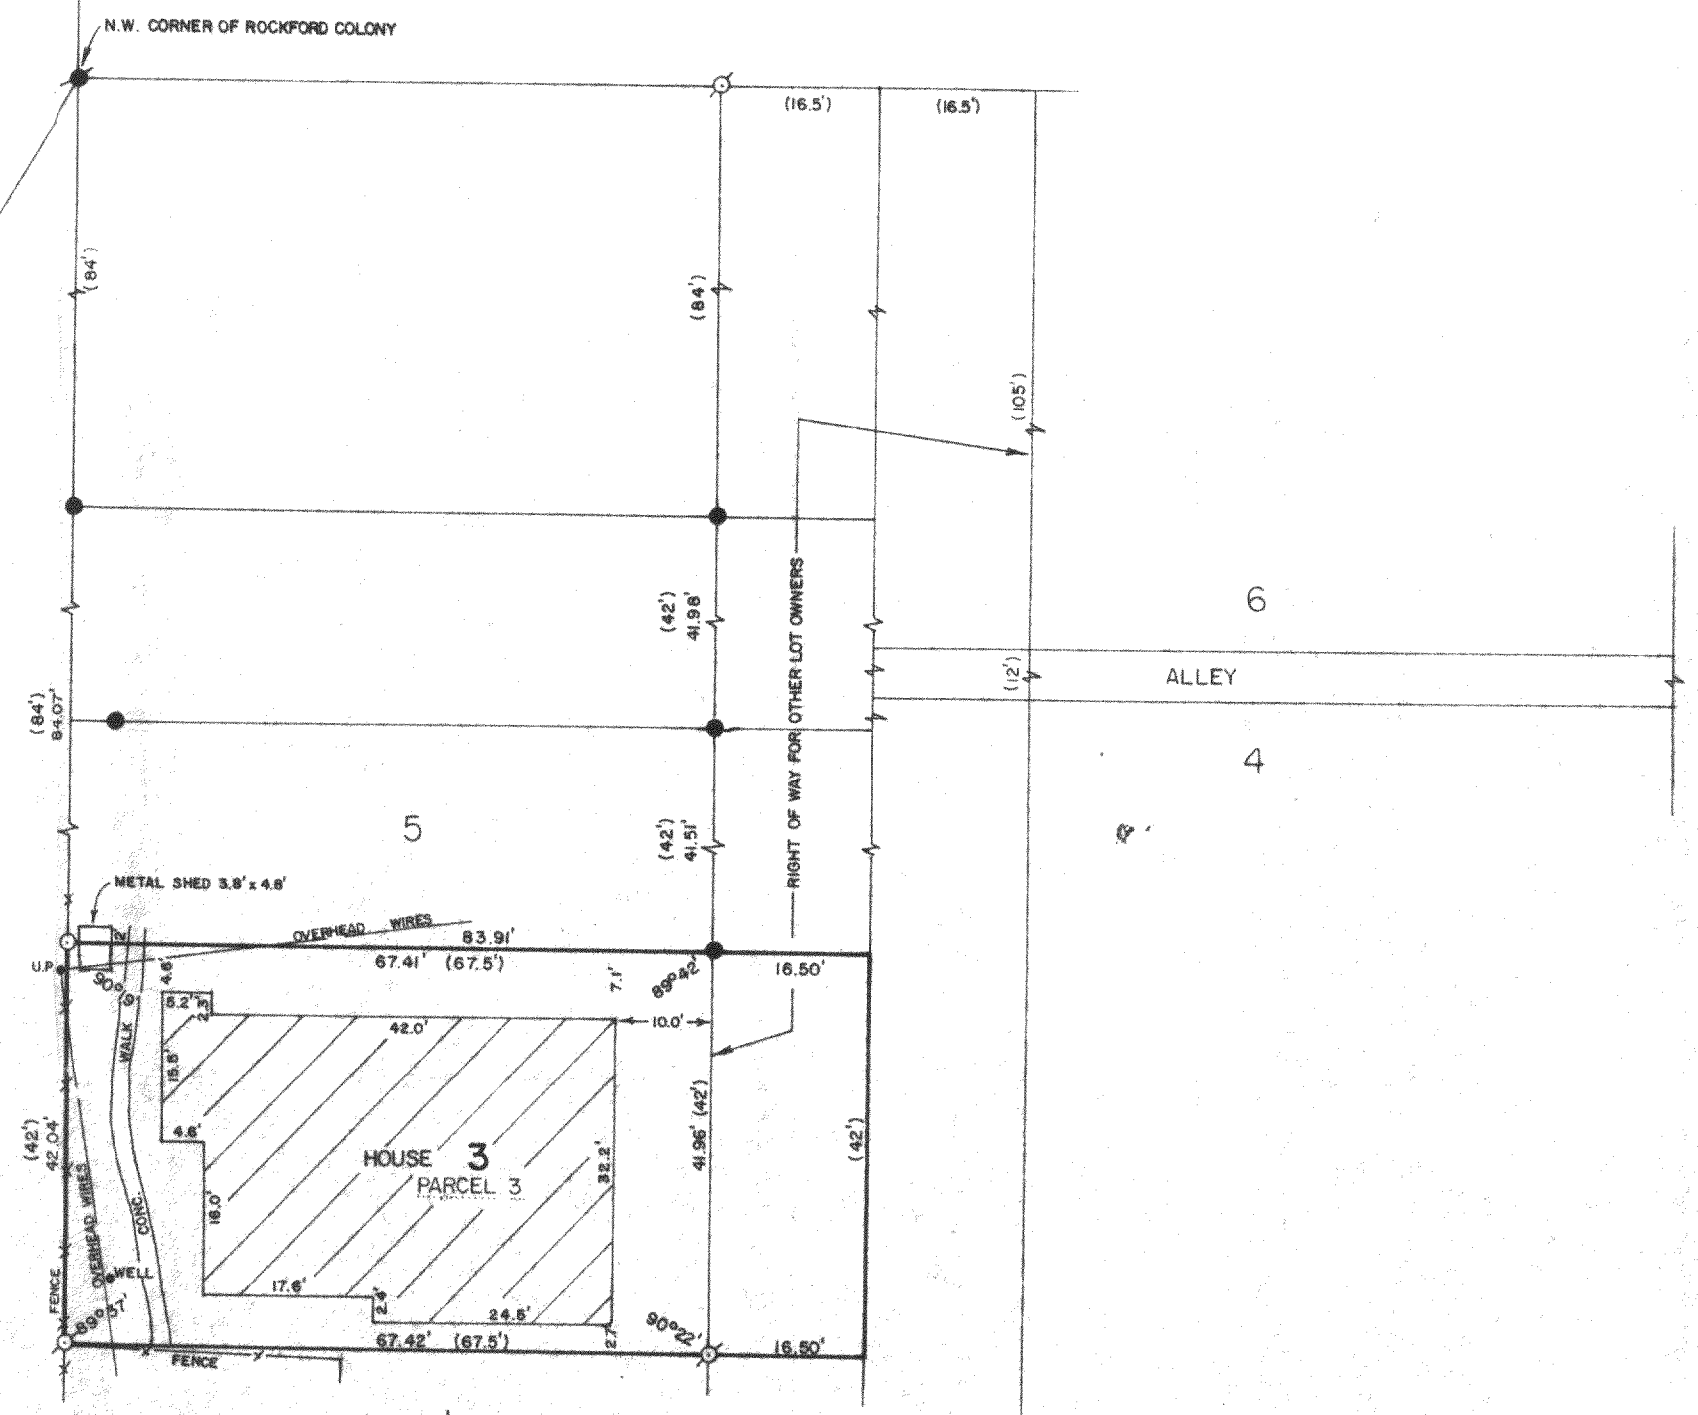 N.W. CORNER OF ROCKFORD COLONY
(16.5')
(16.5')
(84')
(84')
(105')
6
(42')
41.98'
RIGHT OF WAY FOR OTHER LOT OWNERS
ALLEY
(12')
(84')
84.07'
4
5
(42')
41.51'
METAL SHED 3.8' x 4.8'
OVERHEAD WIRES
83.91'
67.41' (67.5')
16.50'
U.P.
4.6'
7.1'
89°42'
5.2'
2.3'
42.0'
10.0'
WALK
15.8'
4.6'
(42')
42.04'
HOUSE 3
PARCEL 3
32.2'
41.96' (42')
(42')
OVERHEAD WIRES
CONC.
16.0'
WELL
FENCE
17.6'
2.4'
24.5'
89°37'
90°22'
67.42' (67.5')
2.7'
16.50'
FENCE